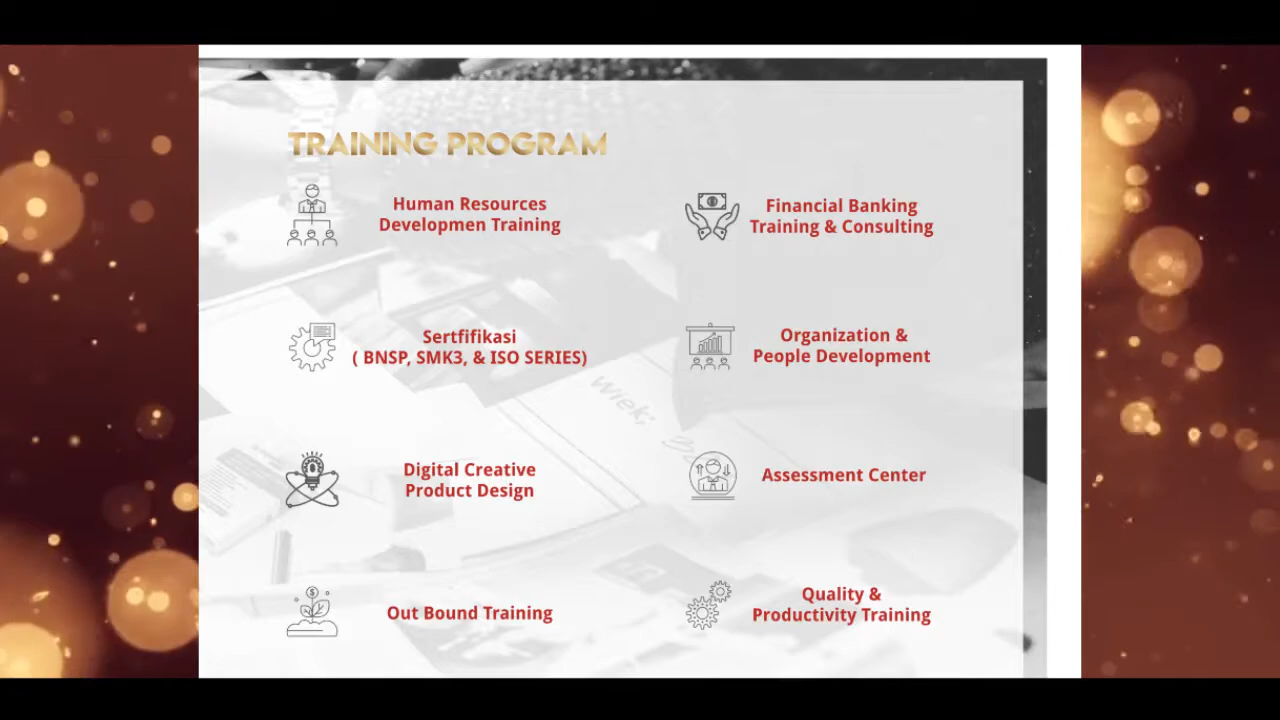 TRAINING PROGRAM
Human Resources
Developmen Training
Financial Banking
Training & Consulting
Sertfifikasi
( BNSP, SMK3, & ISO SERIES)
Organization &
People Development
wiek:
Digital Creative
Product Design
Assessment Center
Out Bound Training
Quality &
Productivity Training